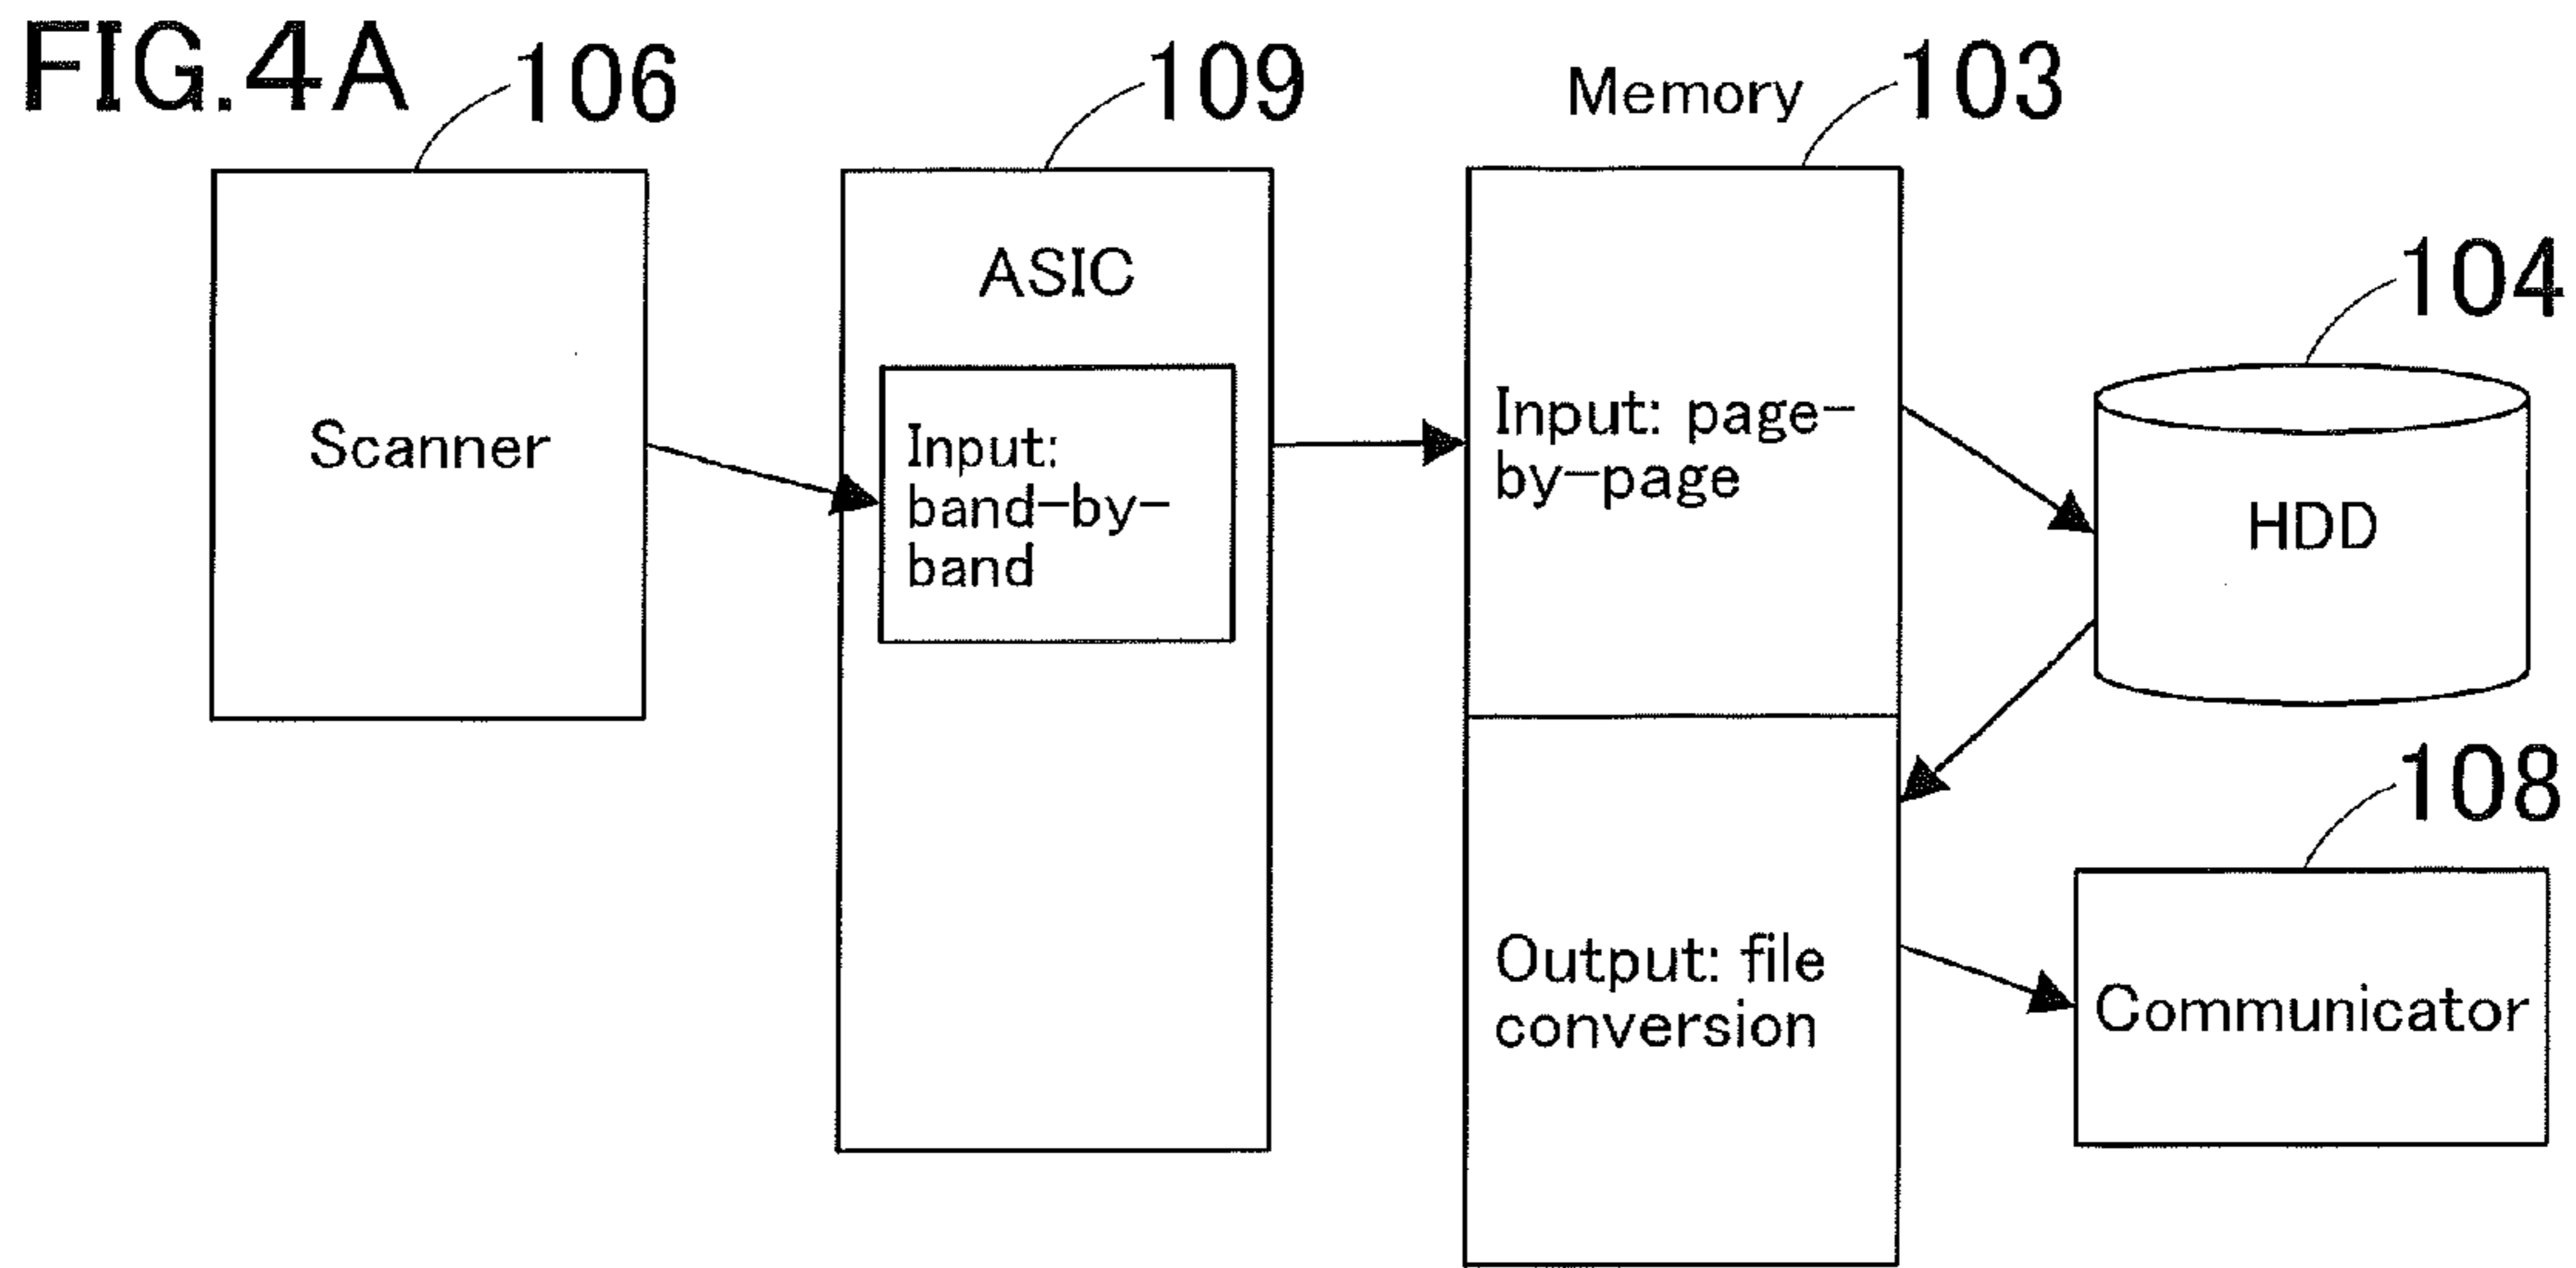 FIG.4A
106
109
Memory
103
Scanner
ASIC
Input:
band-by-
band
Input: page-
by-page
104
HDD
Output: file
conversion
108
Communicator